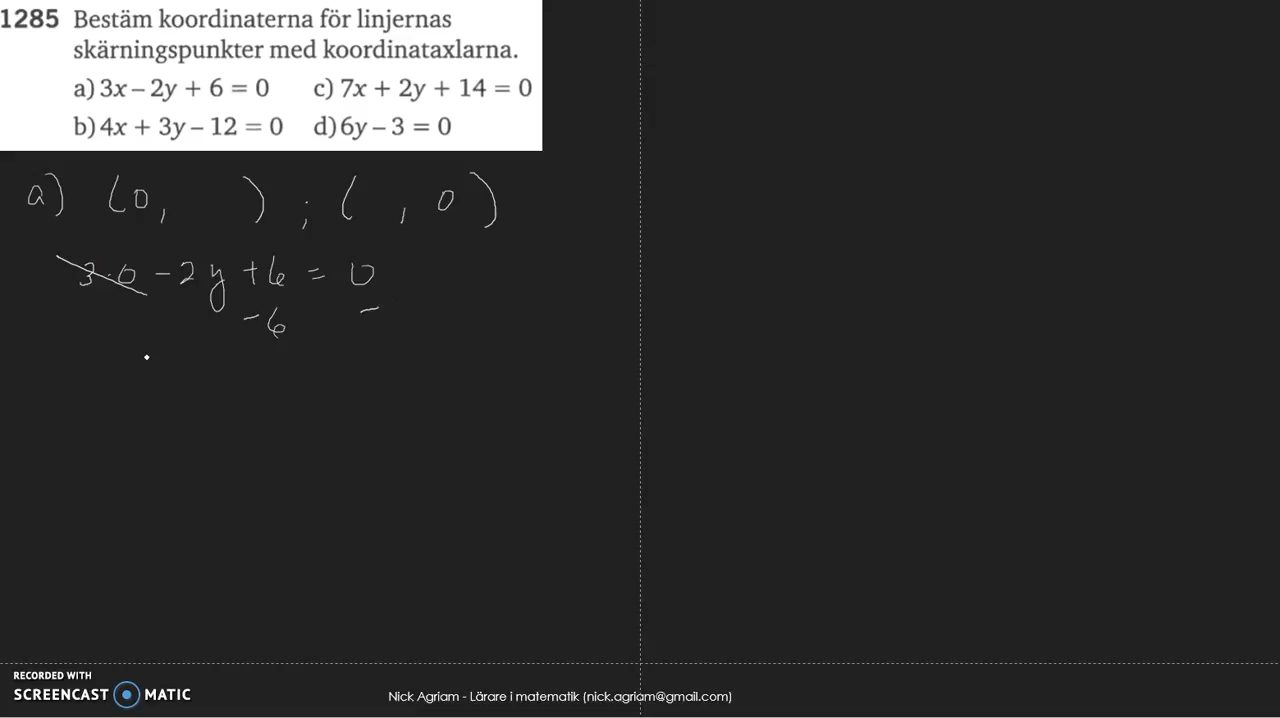 1285 Bestäm koordinaterna för linjernas
skärningspunkter med koordinataxlarna.
a) 3x – 2y + 6 = 0 c) 7x + 2y + 14 = 0
b) 4x + 3y – 12 = 0 d) 6y – 3 = 0
a) (0, ) ; ( , 0)
3·0 - 2y + 6 = 0
-6 -
RECORDED WITH
SCREENCAST MATIC
Nick Agriam - Lärare i matematik (nick.agriam@gmail.com)